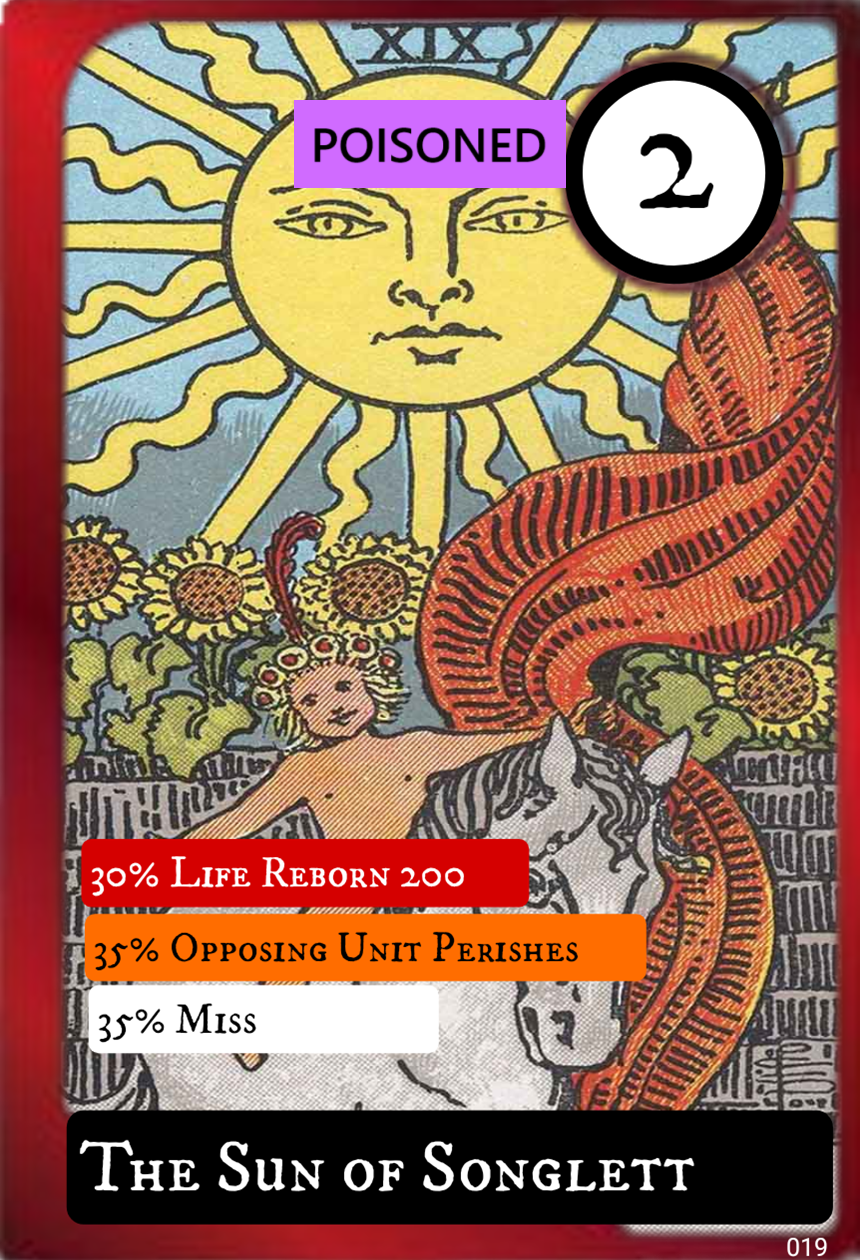 XIX
POISONED
2
30% Life Reborn 200
35% Opposing Unit Perishes
35% Miss
The Sun of Songlett
019